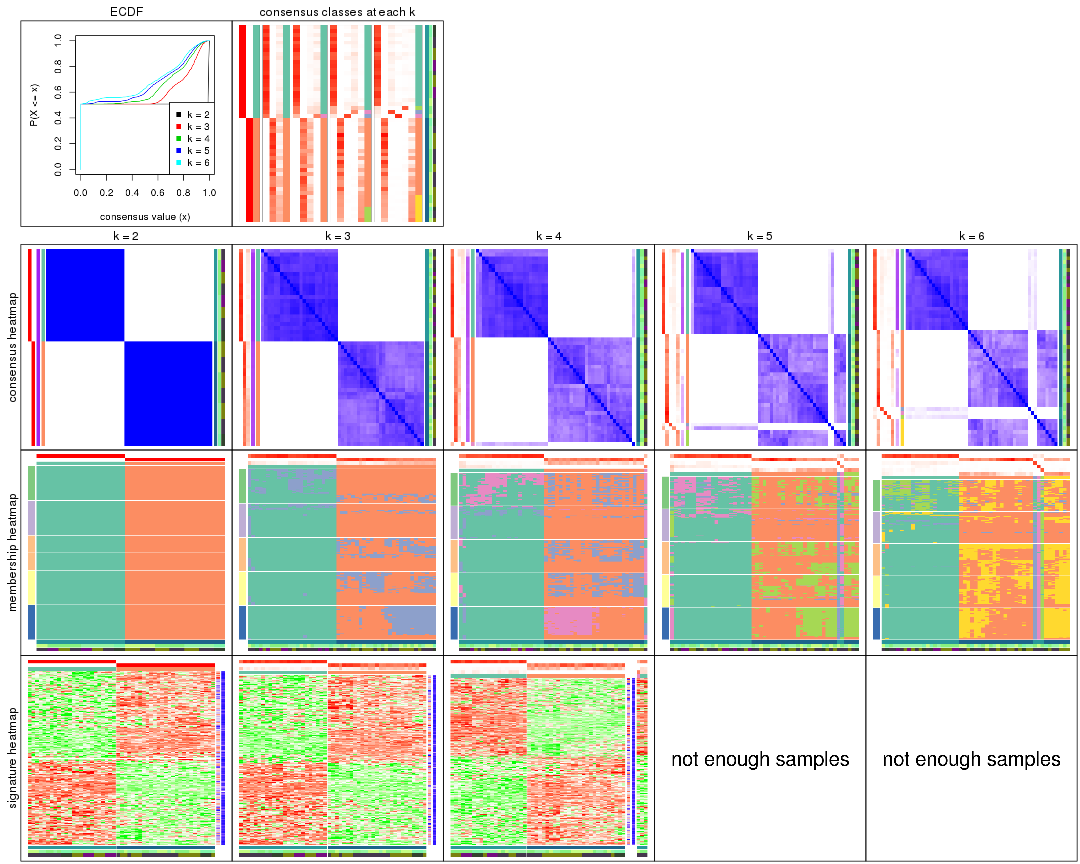 ECDF
consensus classes at each k
P(X <= x)
0.0 0.2 0.4 0.6 0.8 1.0
k = 2
k = 3
k = 4
k = 5
k = 6
0.0 0.2 0.4 0.6 0.8 1.0
consensus value (x)
k = 2 k = 3 k = 4 k = 5 k = 6
consensus heatmap
membership heatmap
signature heatmap
not enough samples
not enough samples